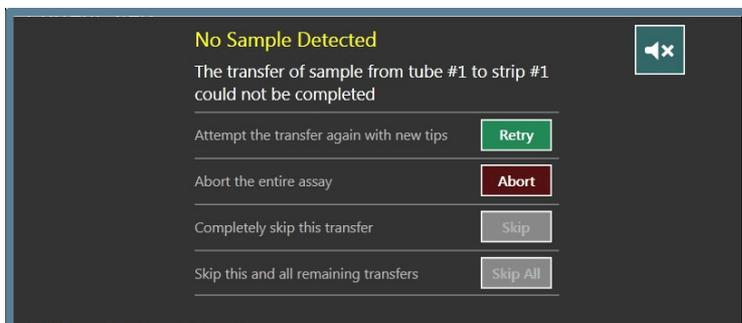 No Sample Detected
The transfer of sample from tube #1 to strip #1
could not be completed
Attempt the transfer again with new tips
Retry
Abort the entire assay
Abort
Completely skip this transfer
Skip
Skip this and all remaining transfers
Skip All